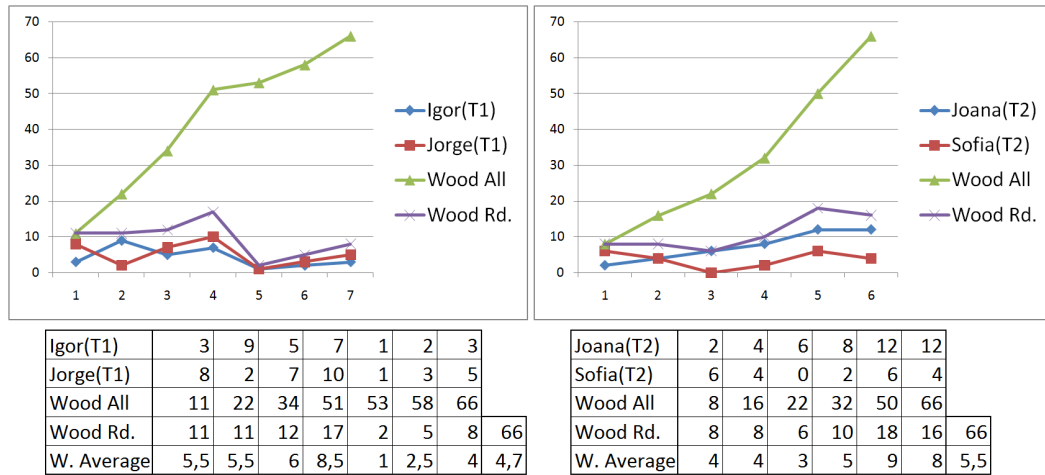 70
60
50
40
30
20
10
0
1 2 3 4 5 6 7
Igor(T1)
Jorge(T1)
Wood All
Wood Rd.
70
60
50
40
30
20
10
0
1 2 3 4 5 6
Joana(T2)
Sofia(T2)
Wood All
Wood Rd.
Igor(T1) 3 9 5 7 1 2 3
Jorge(T1) 8 2 7 10 1 3 5
Wood All 11 22 34 51 53 58 66
Wood Rd. 11 11 12 17 2 5 8 66
W. Average 5,5 5,5 6 8,5 1 2,5 4 4,7
Joana(T2) 2 4 6 8 12 12
Sofia(T2) 6 4 0 2 6 4
Wood All 8 16 22 32 50 66
Wood Rd. 8 8 6 10 18 16 66
W. Average 4 4 3 5 9 8 5,5